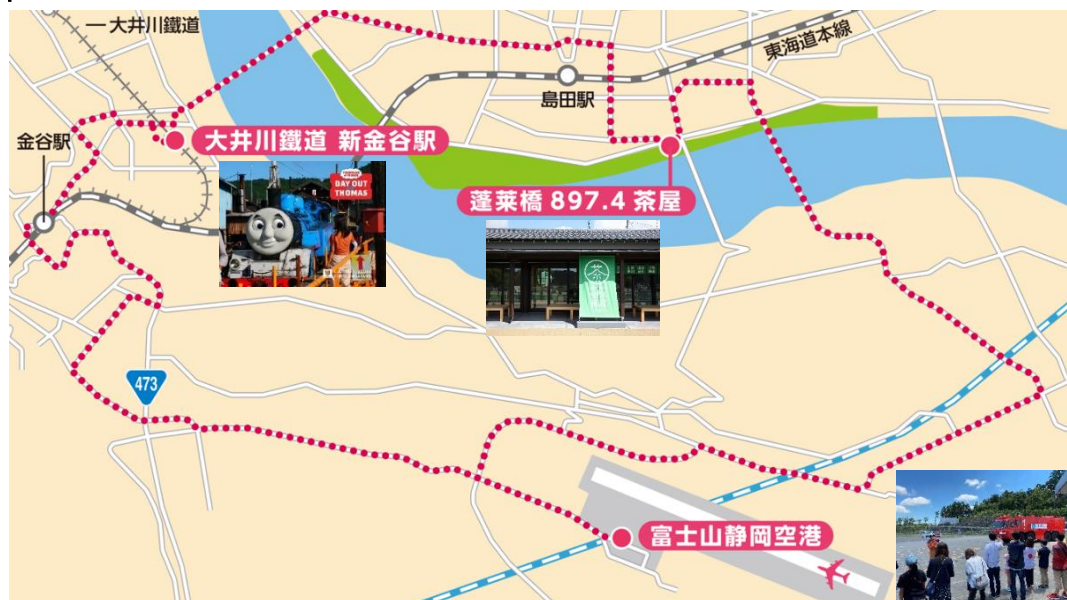 大井川鐵道
東海道本線
島田駅
金谷駅
大井川鐵道 新金谷駅
DAY OUT
THOMAS
蓬莱橋 897.4 茶屋
茶
473
富士山静岡空港